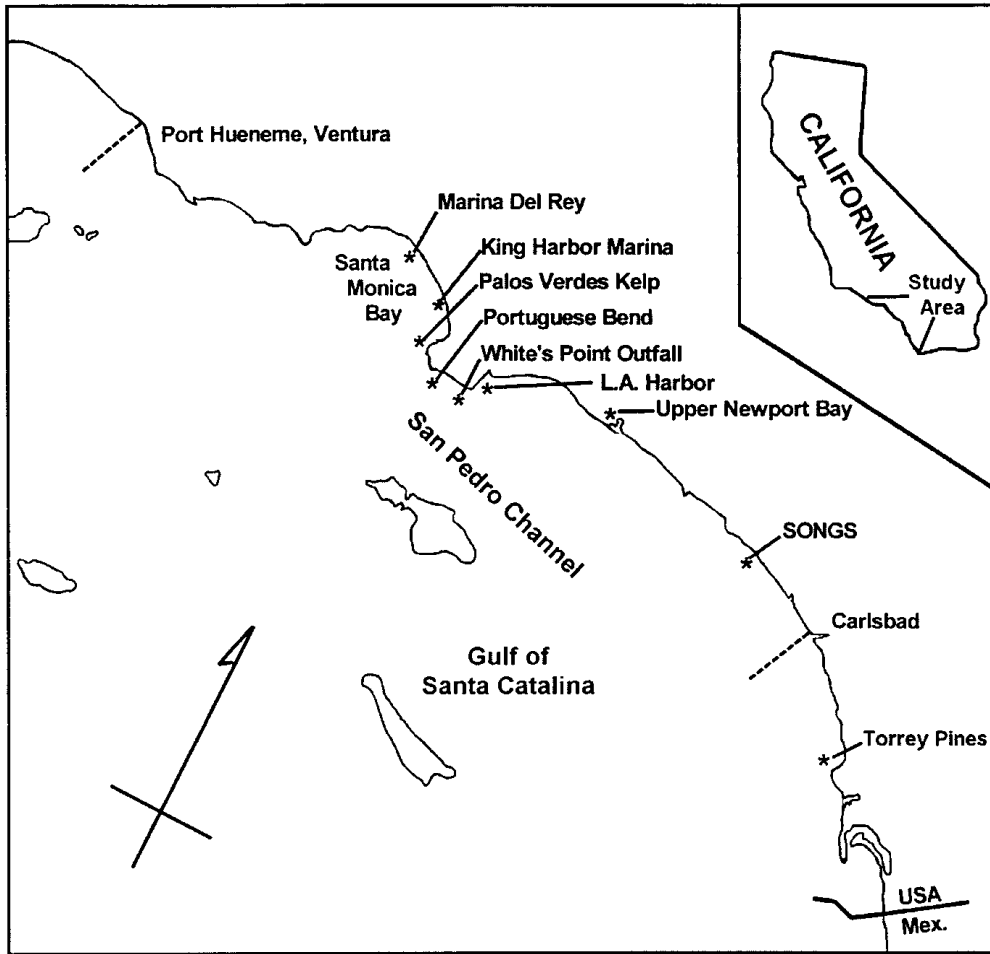 Port Hueneme, Ventura
Marina Del Rey
King Harbor Marina
Santa
Monica
Bay
Palos Verdes Kelp
Portuguese Bend
White's Point Outfall
L.A. Harbor
Upper Newport Bay
San Pedro Channel
SONGS
Carlsbad
Gulf of
Santa Catalina
Torrey Pines
USA
Mex.
CALIFORNIA
Study
Area